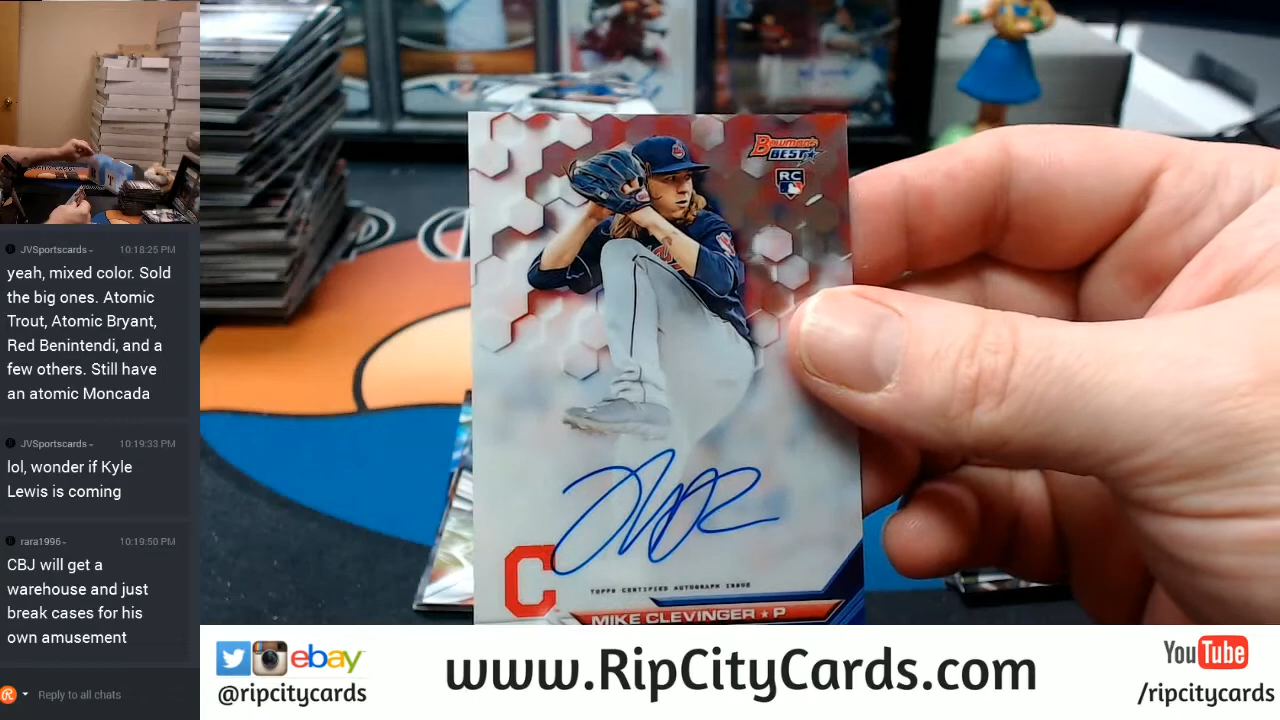 JVSportscards - 10:18:25 PM
yeah, mixed color. Sold
the big ones. Atomic
Trout, Atomic Bryant,
Red Benintendi, and a
few others. Still have
an atomic Moncada
JVSportscards - 10:19:33 PM
lol, wonder if Kyle
Lewis is coming
rara1996 - 10:19:50 PM
CBJ will get a
warehouse and just
break cases for his
own amusement
Reply to all chats
BOWMAN'S
BEST
RC
C
TOPPS CERTIFIED AUTOGRAPH ISSUE
MIKE CLEVINGER ★ P
ebay
@ripcitycards
www.RipCityCards.com
YouTube
/ripcitycards